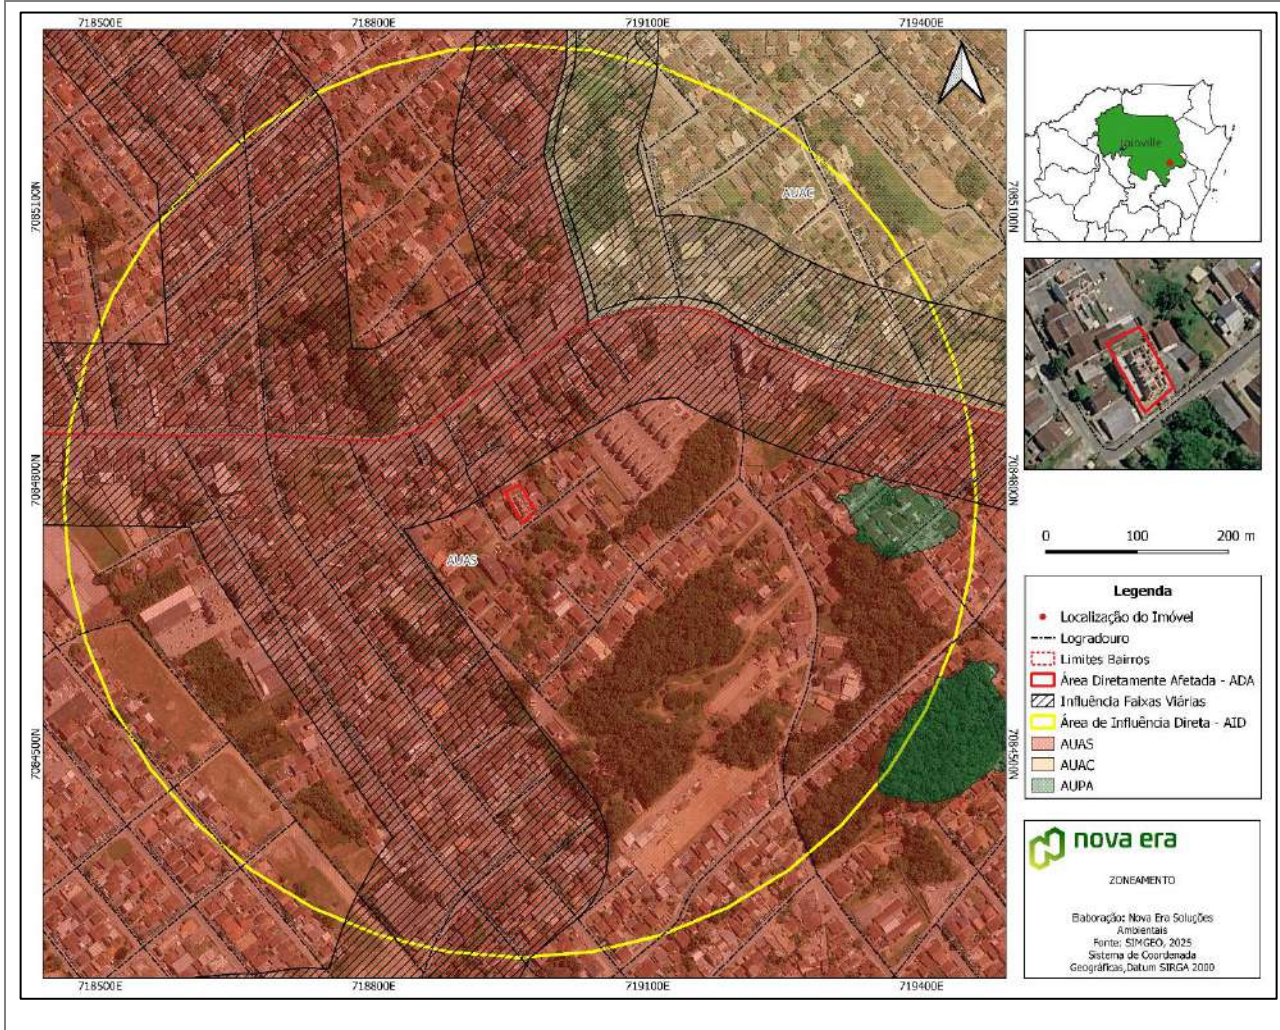 718500E 718800E 719100E 719400E
7085100N
7084800N
7084500N
AUAC
AUAS
7085100N
7084800N
7084500N
718500E 718800E 719100E 719400E
Joinville
0 100 200 m
Legenda
Localização do Imóvel
Logradouro
Limites Bairros
Área Diretamente Afetada - ADA
Influência Faixas Viárias
Área de Influência Direta - AID
AUAS
AUAC
AUPA
nova era
ZONEAMENTO
Elaboração: Nova Era Soluções
Ambientais
Fonte: SIMGEO, 2025
Sistema de Coordenada
Geográficas,Datum SIRGA 2000